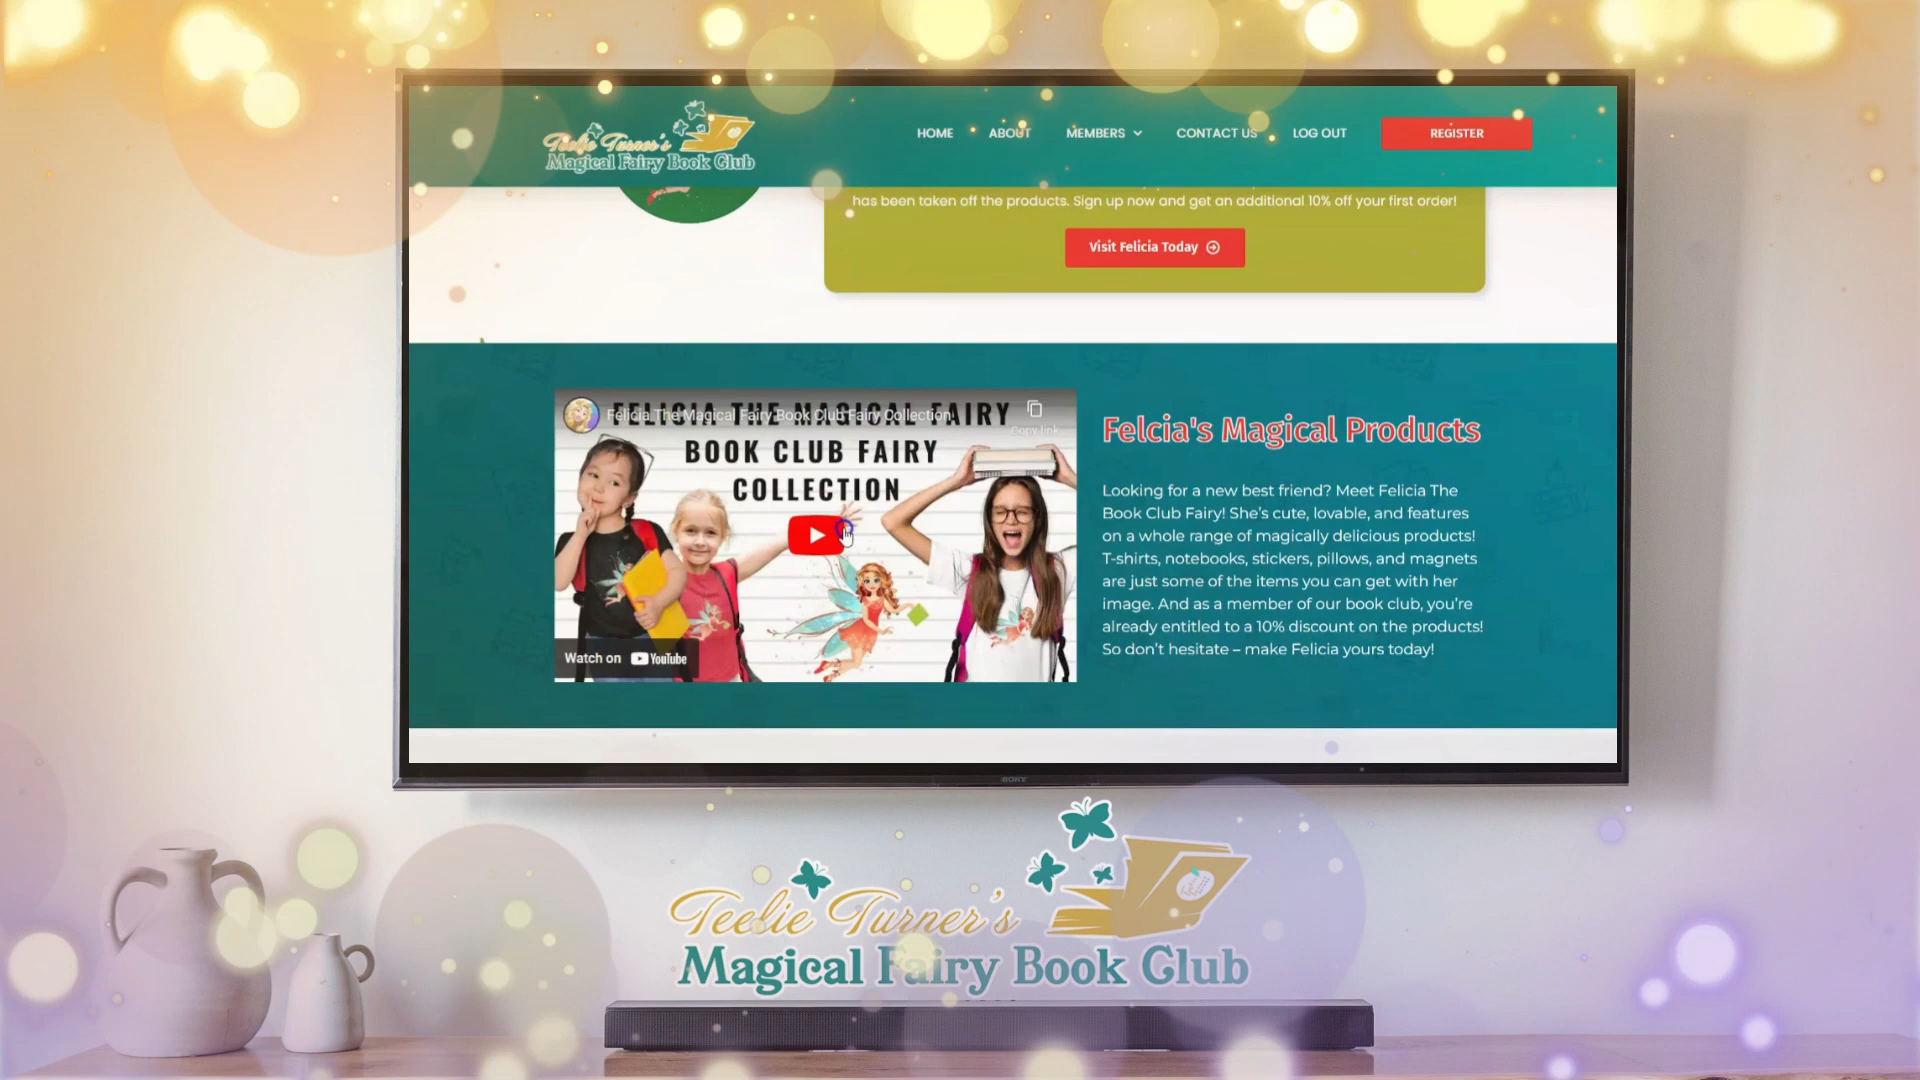 Teelie Turner's
Magical Fairy Book Club
HOME
ABOUT
MEMBERS
CONTACT US
LOG OUT
REGISTER
has been taken off the products. Sign up now and get an additional 10% off your first order!
Visit Felicia Today
Felicia The Magical Fairy Book Club Fairy Collection
Copy link
FELICIA THE MAGICAL FAIRY
BOOK CLUB FAIRY
COLLECTION
Watch on YouTube
Felcia's Magical Products
Looking for a new best friend? Meet Felicia The
Book Club Fairy! She's cute, lovable, and features
on a whole range of magically delicious products!
T-shirts, notebooks, stickers, pillows, and magnets
are just some of the items you can get with her
image. And as a member of our book club, you're
already entitled to a 10% discount on the products!
So don't hesitate – make Felicia yours today!
SONY
Teelie Turner's
Magical Fairy Book Club